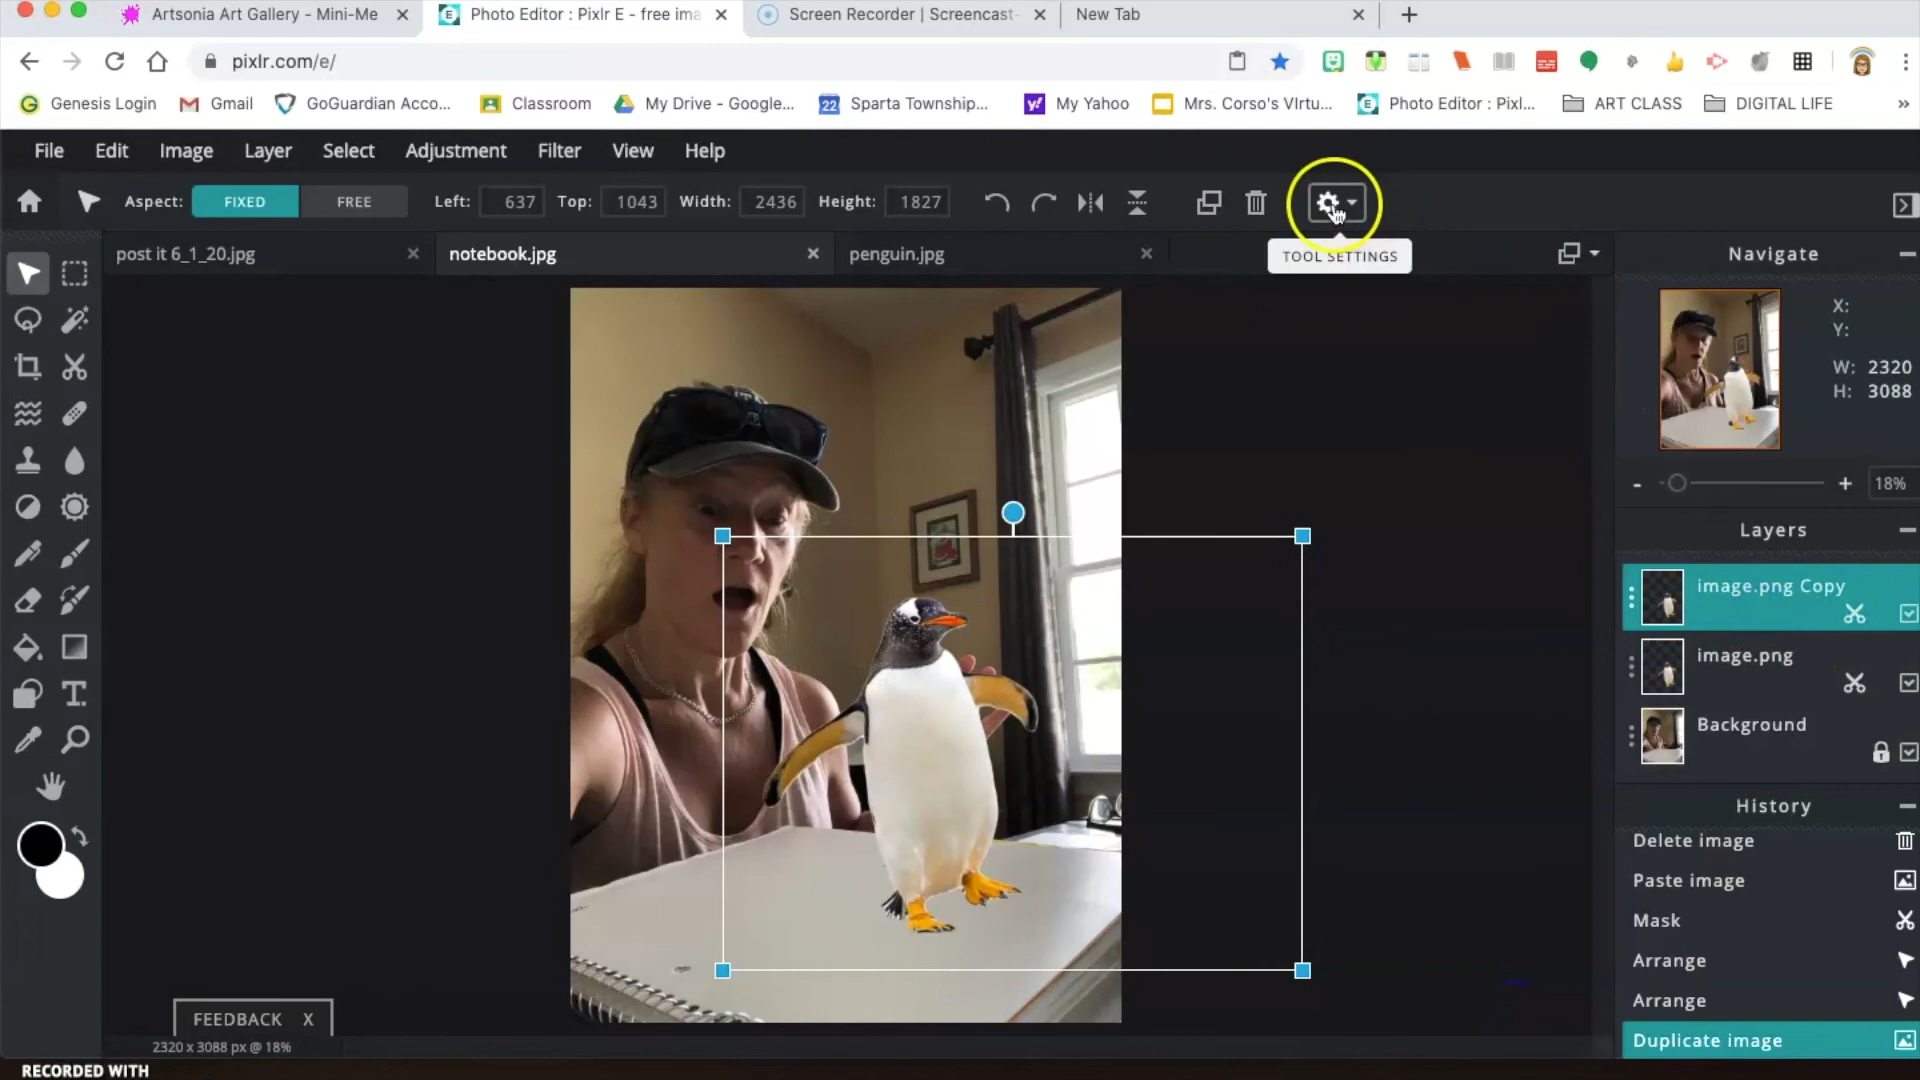 Artsonia Art Gallery - Mini-Me
Photo Editor : Pixlr E - free ima
Screen Recorder | Screencast-
New Tab
pixlr.com/e/
Genesis Login
Gmail
GoGuardian Acco...
Classroom
My Drive - Google...
22 Sparta Township...
My Yahoo
Mrs. Corso's VIrtu...
Photo Editor : Pixl...
ART CLASS
DIGITAL LIFE
»
File Edit Image Layer Select Adjustment Filter View Help
Aspect: FIXED FREE Left: 637 Top: 1043 Width: 2436 Height: 1827
TOOL SETTINGS
post it 6_1_20.jpg
notebook.jpg
penguin.jpg
Navigate
X:
Y:
W: 2320
H: 3088
- + 18%
Layers
image.png Copy
image.png
Background
History
Delete image
Paste image
Mask
Arrange
Arrange
Duplicate image
FEEDBACK X
2320 x 3088 px @ 18%
RECORDED WITH